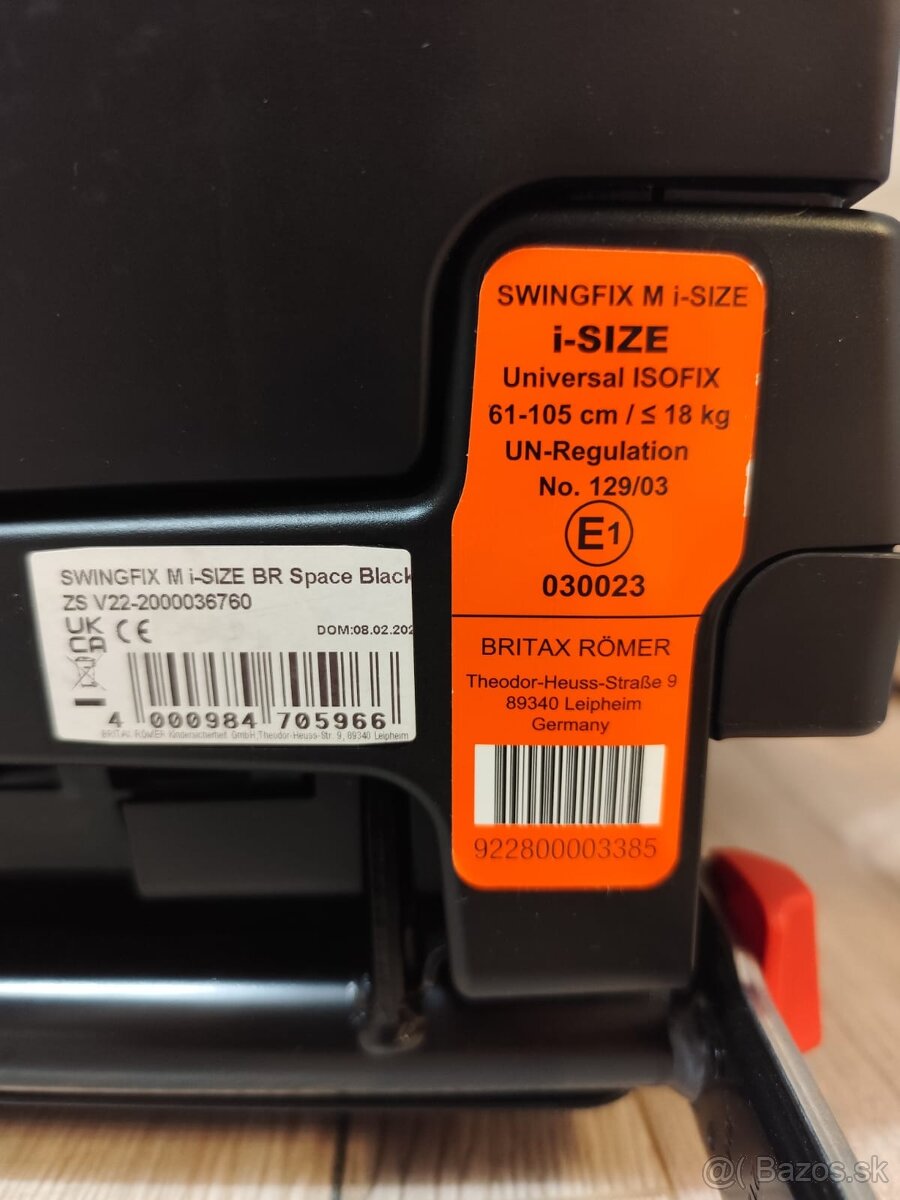 SWINGFIX M i-SIZE
i-SIZE
Universal ISOFIX
61-105 cm / ≤ 18 kg
UN-Regulation
No. 129/03
E1
030023
BRITAX RÖMER
Theodor-Heuss-Straße 9
89340 Leipheim
Germany
922800003385
SWINGFIX M i-SIZE BR Space Black
ZS V22-2000036760
UK
CA CE
DOM:08.02.202
4 000984 705966
BRITAX RÖMER Kindersicherheit GmbH, Theodor-Heuss-Str. 9, 89340 Leipheim
@( Bazos.sk